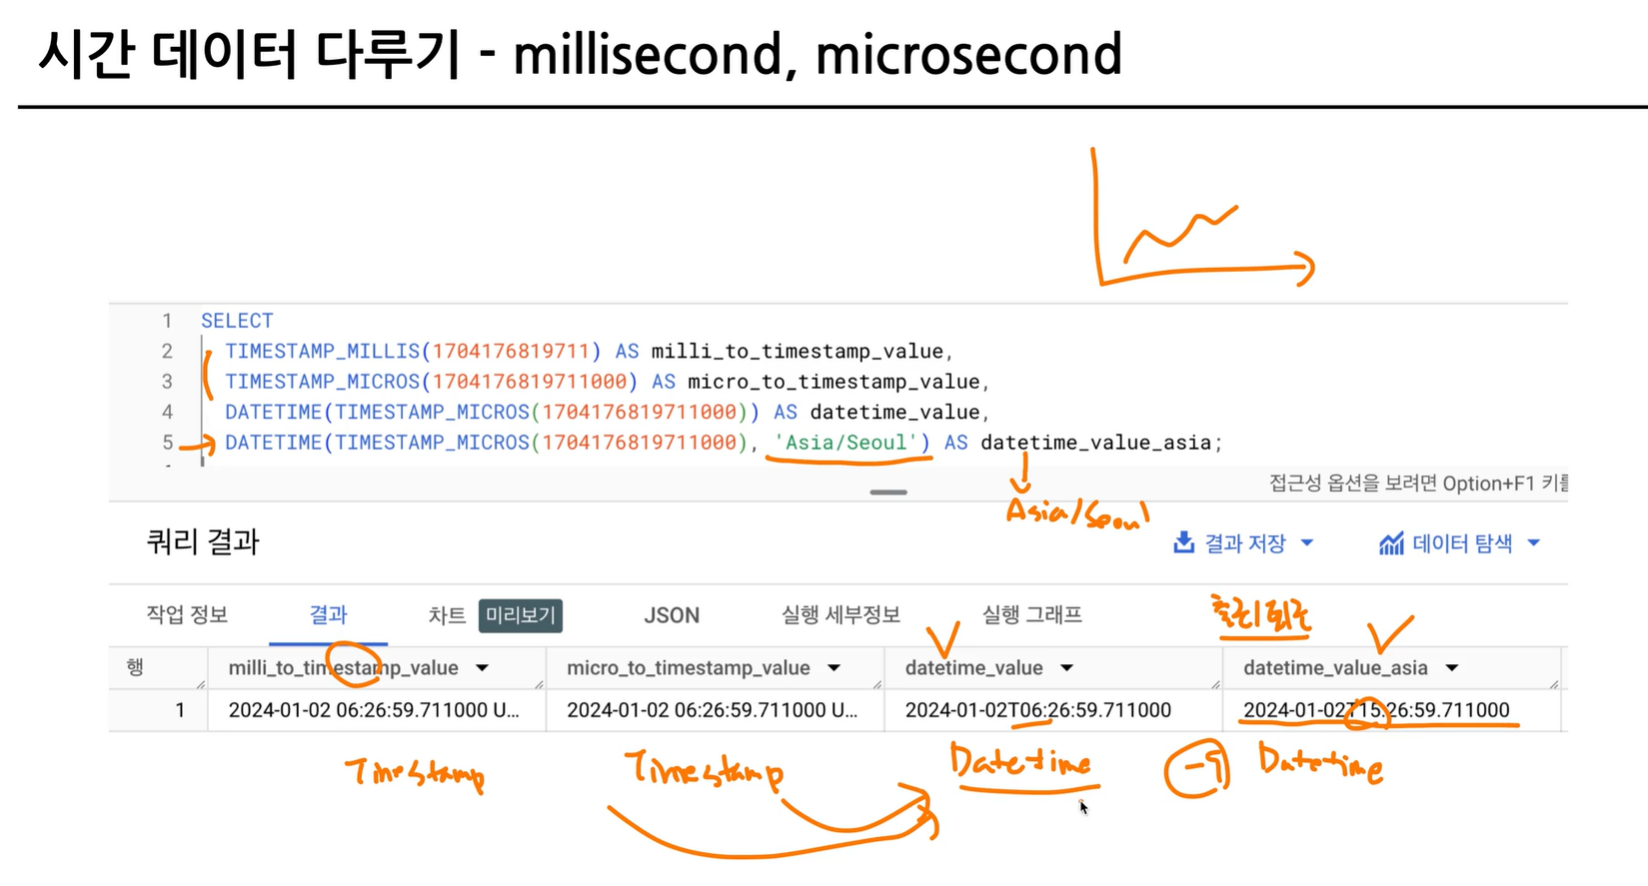 시간 데이터 다루기 - millisecond, microsecond
1 SELECT
2 TIMESTAMP_MILLIS(1704176819711) AS milli_to_timestamp_value,
3 TIMESTAMP_MICROS(1704176819711000) AS micro_to_timestamp_value,
4 DATETIME(TIMESTAMP_MICROS(1704176819711000)) AS datetime_value,
5 DATETIME(TIMESTAMP_MICROS(1704176819711000), 'Asia/Seoul') AS datetime_value_asia;
접근성 옵션을 보려면 Option+F1 키를
Asia/Seoul
쿼리 결과
결과 저장 데이터 탐색
작업 정보 결과 차트 미리보기 JSON 실행 세부정보 실행 그래프
출근/퇴근
행 milli_to_timestamp_value micro_to_timestamp_value datetime_value datetime_value_asia
1 2024-01-02 06:26:59.711000 U... 2024-01-02 06:26:59.711000 U... 2024-01-02T06:26:59.711000 2024-01-02T15:26:59.711000
Timestamp Timestamp Datetime -9 Datetime